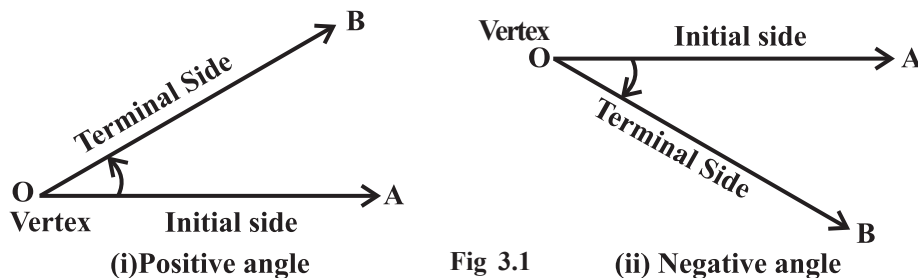 B
Terminal Side
O
A
Vertex
Initial side
(i)Positive angle
Vertex
Initial side
O
A
Terminal Side
B
Fig 3.1
(ii) Negative angle